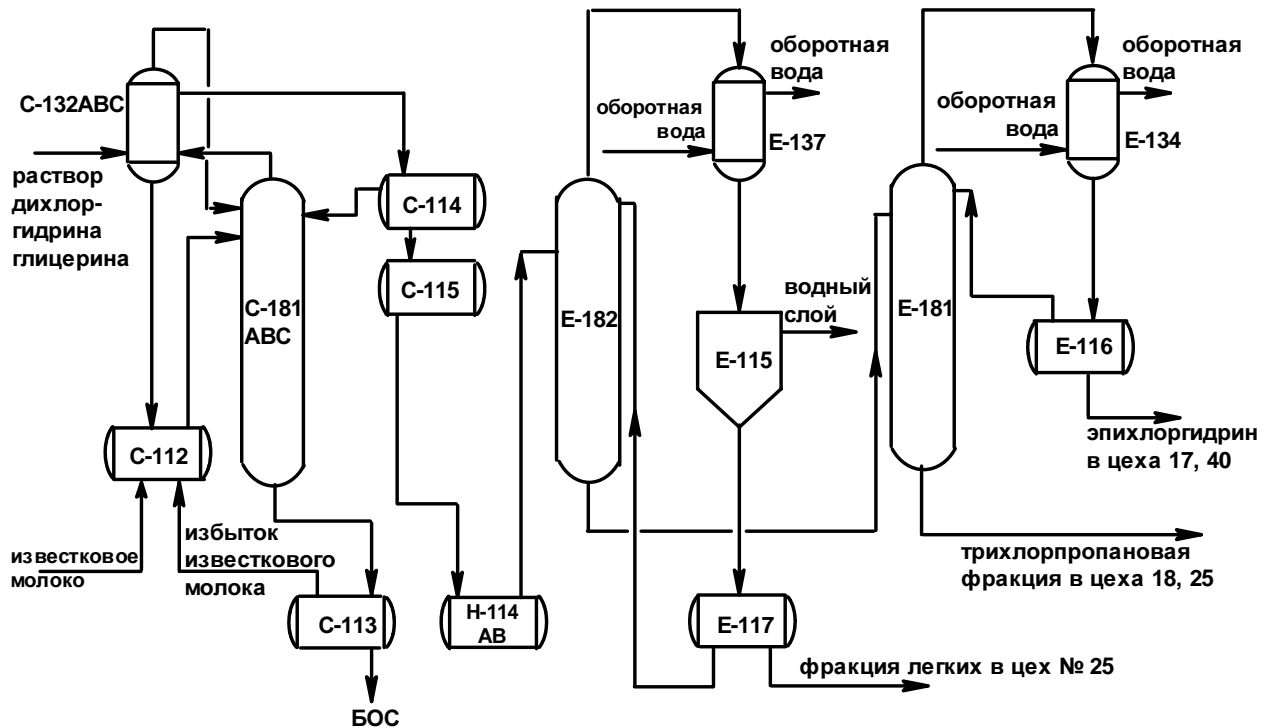 С-132АВС
раствор
дихлор-
гидрина
глицерина
С-112
известковое
молоко
С-181
АВС
избыток
известкового
молока
С-113
БОС
С-114
С-115
Н-114
АВ
Е-182
оборотная
вода
оборотная
вода
Е-137
водный
слой
Е-115
Е-117
фракция легких в цех № 25
Е-181
оборотная
вода
оборотная
вода
Е-134
Е-116
эпихлоргидрин
в цеха 17, 40
трихлорпропановая
фракция в цеха 18, 25